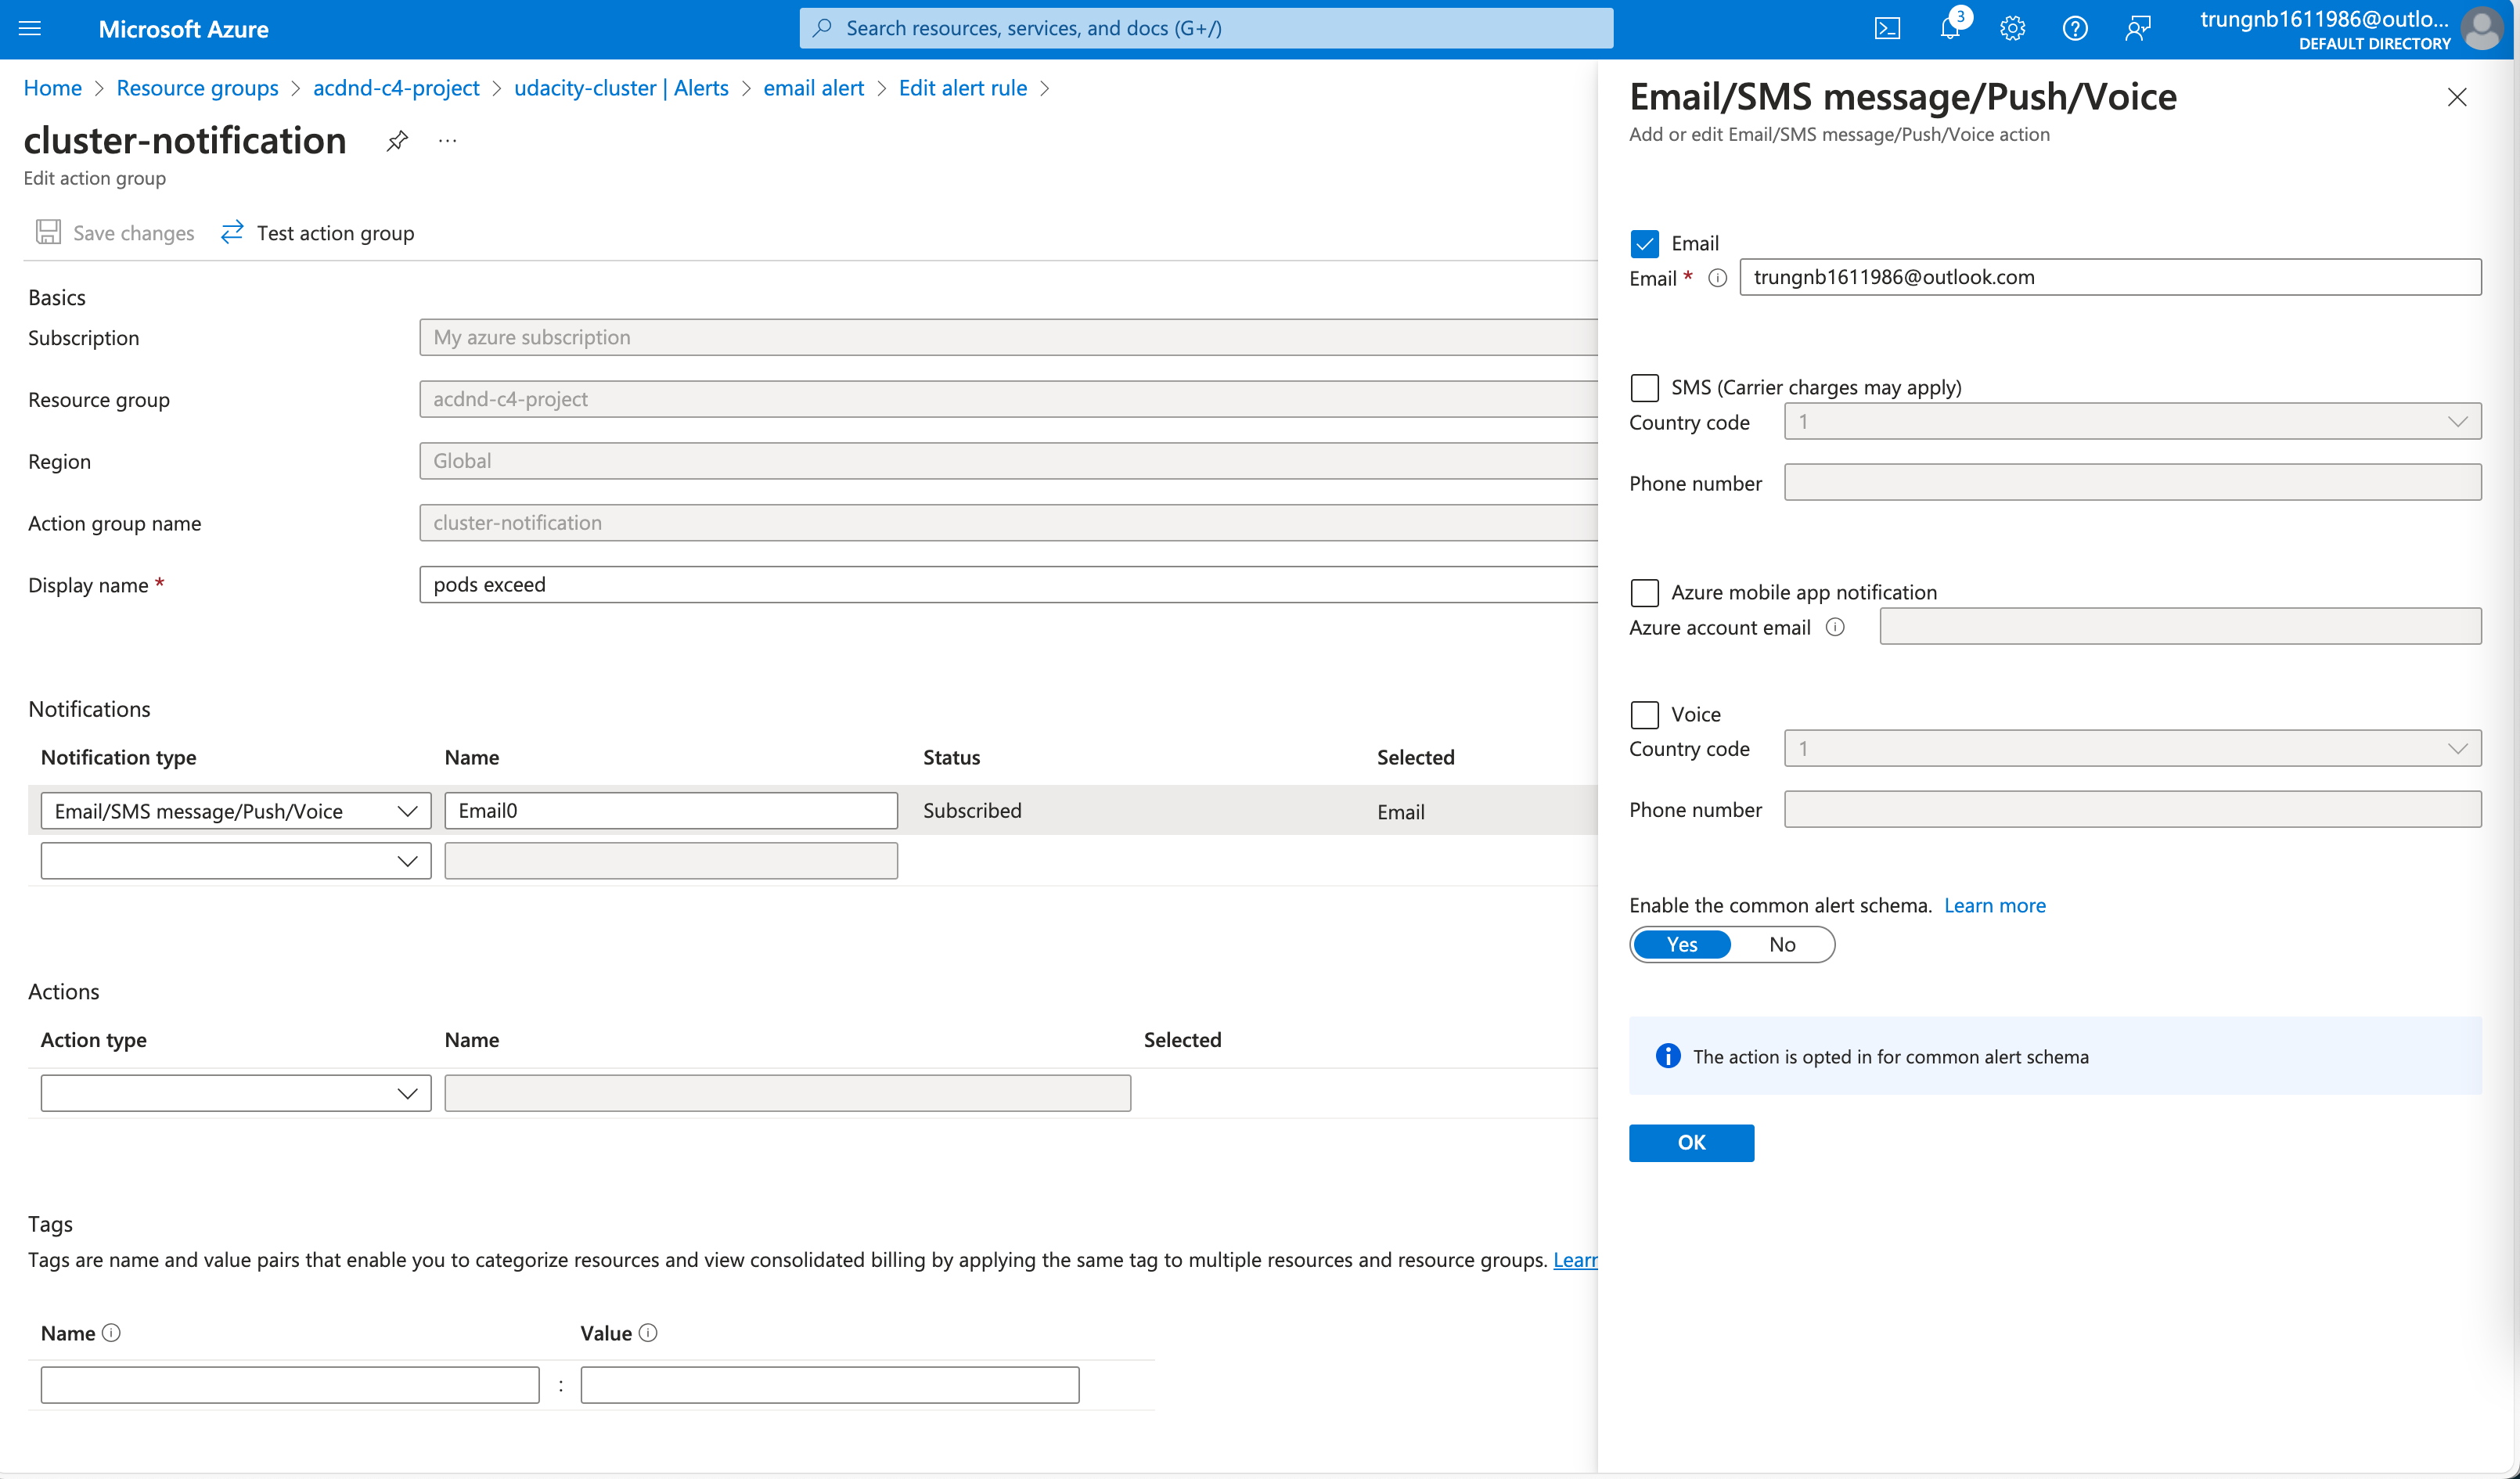 Microsoft Azure
Search resources, services, and docs (G+/)
3
trungnb1611986@outlo...
DEFAULT DIRECTORY
Home > Resource groups > acdnd-c4-project > udacity-cluster | Alerts > email alert > Edit alert rule >
cluster-notification
...
Edit action group
Save changes
Test action group
Basics
Subscription
My azure subscription
Resource group
acdnd-c4-project
Region
Global
Action group name
cluster-notification
Display name *
pods exceed
Notifications
Notification type Name Status Selected
Email/SMS message/Push/Voice Email0 Subscribed Email
Actions
Action type Name Selected
Tags
Tags are name and value pairs that enable you to categorize resources and view consolidated billing by applying the same tag to multiple resources and resource groups. Learn
Name Value
:
Email/SMS message/Push/Voice
Add or edit Email/SMS message/Push/Voice action
Email
Email * trungnb1611986@outlook.com
SMS (Carrier charges may apply)
Country code 1
Phone number
Azure mobile app notification
Azure account email
Voice
Country code 1
Phone number
Enable the common alert schema. Learn more
Yes No
The action is opted in for common alert schema
OK